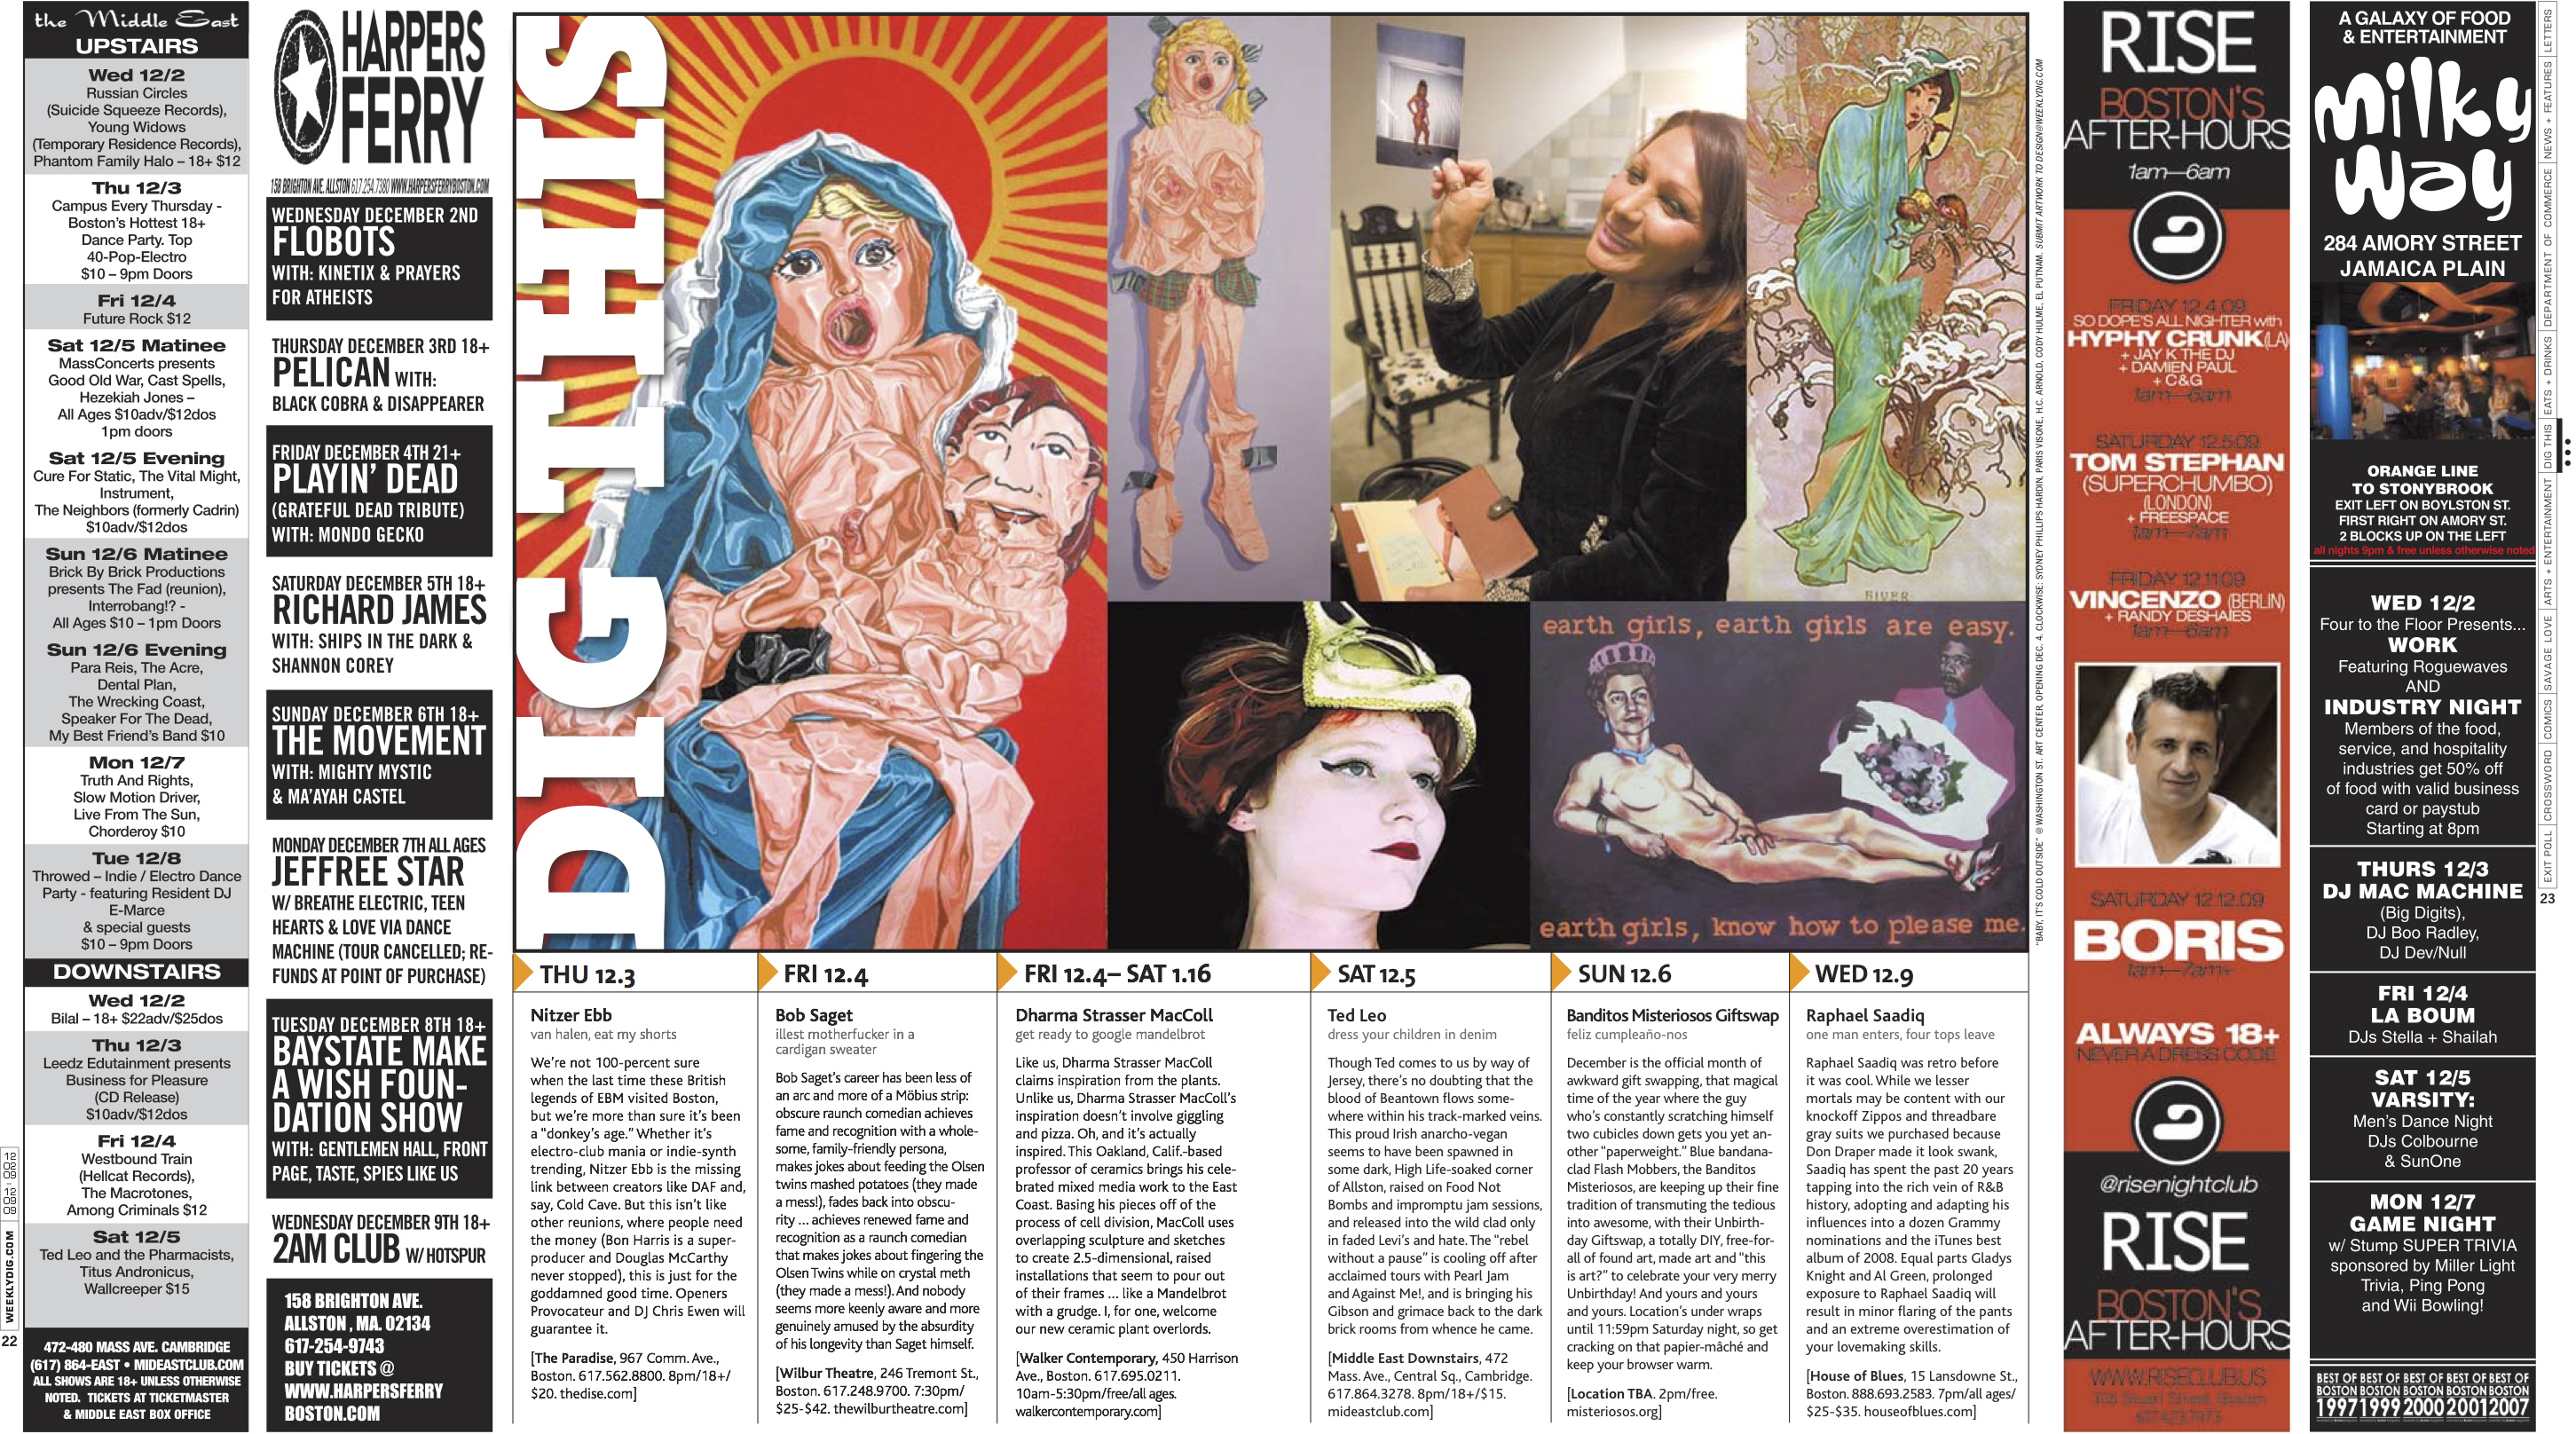 the Middle East
UPSTAIRS
Wed 12/2
Russian Circles
(Suicide Squeeze Records),
Young Widows
(Temporary Residence Records),
Phantom Family Halo – 18+ $12
Thu 12/3
Campus Every Thursday -
Boston's Hottest 18+
Dance Party. Top
40-Pop-Electro
$10 – 9pm Doors
Fri 12/4
Future Rock $12
Sat 12/5 Matinee
MassConcerts presents
Good Old War, Cast Spells,
Hezekiah Jones –
All Ages $10adv/$12dos
1pm doors
Sat 12/5 Evening
Cure For Static, The Vital Might,
Instrument,
The Neighbors (formerly Cadrin)
$10adv/$12dos
Sun 12/6 Matinee
Brick By Brick Productions
presents The Fad (reunion),
Interrobang!? -
All Ages $10 – 1pm Doors
Sun 12/6 Evening
Para Reis, The Acre,
Dental Plan,
The Wrecking Coast,
Speaker For The Dead,
My Best Friend's Band $10
Mon 12/7
Truth And Rights,
Slow Motion Driver,
Live From The Sun,
Chorderoy $10
Tue 12/8
Throwed – Indie / Electro Dance
Party - featuring Resident DJ
E-Marce
& special guests
$10 – 9pm Doors
DOWNSTAIRS
Wed 12/2
Bilal – 18+ $22adv/$25dos
Thu 12/3
Leedz Edutainment presents
Business for Pleasure
(CD Release)
$10adv/$12dos
Fri 12/4
Westbound Train
(Hellcat Records),
The Macrotones,
Among Criminals $12
Sat 12/5
Ted Leo and the Pharmacists,
Titus Andronicus,
Wallcreeper $15
472-480 MASS AVE. CAMBRIDGE
(617) 864-EAST • MIDEASTCLUB.COM
ALL SHOWS ARE 18+ UNLESS OTHERWISE
NOTED. TICKETS AT TICKETMASTER
& MIDDLE EAST BOX OFFICE
12.02.09 - 12.09.09
WEEKLYDIG.COM
22
HARPERS
FERRY
158 BRIGHTON AVE. ALLSTON 617.254.7380 WWW.HARPERSFERRYBOSTON.COM
WEDNESDAY DECEMBER 2ND
FLOBOTS
WITH: KINETIX & PRAYERS
FOR ATHEISTS
THURSDAY DECEMBER 3RD 18+
PELICAN WITH:
BLACK COBRA & DISAPPEARER
FRIDAY DECEMBER 4TH 21+
PLAYIN' DEAD
(GRATEFUL DEAD TRIBUTE)
WITH: MONDO GECKO
SATURDAY DECEMBER 5TH 18+
RICHARD JAMES
WITH: SHIPS IN THE DARK &
SHANNON COREY
SUNDAY DECEMBER 6TH 18+
THE MOVEMENT
WITH: MIGHTY MYSTIC
& MA'AYAH CASTEL
MONDAY DECEMBER 7TH ALL AGES
JEFFREE STAR
W/ BREATHE ELECTRIC, TEEN
HEARTS & LOVE VIA DANCE
MACHINE (TOUR CANCELLED; RE-
FUNDS AT POINT OF PURCHASE)
TUESDAY DECEMBER 8TH 18+
BAYSTATE MAKE
A WISH FOUN-
DATION SHOW
WITH: GENTLEMEN HALL, FRONT
PAGE, TASTE, SPIES LIKE US
WEDNESDAY DECEMBER 9TH 18+
2AM CLUB W/ HOTSPUR
158 BRIGHTON AVE.
ALLSTON , MA. 02134
617-254-9743
BUY TICKETS @
WWW.HARPERSFERRY
BOSTON.COM
DIG THIS
HIVER
earth girls, earth girls are easy.
earth girls, know how to please me.
"BABY, IT'S COLD OUTSIDE" @ WASHINGTON ST. ART CENTER, OPENING DEC. 4. CLOCKWISE: SYDNEY PHILLIPS HARDIN, PARIS VISONE, H.C. ARNOLD, CODY HULME, EL PUTNAM. SUBMIT ARTWORK TO DESIGN@WEEKLYDIG.COM
THU 12.3
Nitzer Ebb
van halen, eat my shorts
We're not 100-percent sure
when the last time these British
legends of EBM visited Boston,
but we're more than sure it's been
a "donkey's age." Whether it's
electro-club mania or indie-synth
trending, Nitzer Ebb is the missing
link between creators like DAF and,
say, Cold Cave. But this isn't like
other reunions, where people need
the money (Bon Harris is a super-
producer and Douglas McCarthy
never stopped), this is just for the
goddamned good time. Openers
Provocateur and DJ Chris Ewen will
guarantee it.
[The Paradise, 967 Comm. Ave.,
Boston. 617.562.8800. 8pm/18+/
$20. thedise.com]
FRI 12.4
Bob Saget
illest motherfucker in a
cardigan sweater
Bob Saget's career has been less of
an arc and more of a Möbius strip:
obscure raunch comedian achieves
fame and recognition with a whole-
some, family-friendly persona,
makes jokes about feeding the Olsen
twins mashed potatoes (they made
a mess!), fades back into obscu-
rity ... achieves renewed fame and
recognition as a raunch comedian
that makes jokes about fingering the
Olsen Twins while on crystal meth
(they made a mess!). And nobody
seems more keenly aware and more
genuinely amused by the absurdity
of his longevity than Saget himself.
[Wilbur Theatre, 246 Tremont St.,
Boston. 617.248.9700. 7:30pm/
$25-$42. thewilburtheatre.com]
FRI 12.4– SAT 1.16
Dharma Strasser MacColl
get ready to google mandelbrot
Like us, Dharma Strasser MacColl
claims inspiration from the plants.
Unlike us, Dharma Strasser MacColl's
inspiration doesn't involve giggling
and pizza. Oh, and it's actually
inspired. This Oakland, Calif.-based
professor of ceramics brings his cele-
brated mixed media work to the East
Coast. Basing his pieces off of the
process of cell division, MacColl uses
overlapping sculpture and sketches
to create 2.5-dimensional, raised
installations that seem to pour out
of their frames ... like a Mandelbrot
with a grudge. I, for one, welcome
our new ceramic plant overlords.
[Walker Contemporary, 450 Harrison
Ave., Boston. 617.695.0211.
10am-5:30pm/free/all ages.
walkercontemporary.com]
SAT 12.5
Ted Leo
dress your children in denim
Though Ted comes to us by way of
Jersey, there's no doubting that the
blood of Beantown flows some-
where within his track-marked veins.
This proud Irish anarcho-vegan
seems to have been spawned in
some dark, High Life-soaked corner
of Allston, raised on Food Not
Bombs and impromptu jam sessions,
and released into the wild clad only
in faded Levi's and hate. The "rebel
without a pause" is cooling off after
acclaimed tours with Pearl Jam
and Against Me!, and is bringing his
Gibson and grimace back to the dark
brick rooms from whence he came.
[Middle East Downstairs, 472
Mass. Ave., Central Sq., Cambridge.
617.864.3278. 8pm/18+/$15.
mideastclub.com]
SUN 12.6
Banditos Misteriosos Giftswap
feliz cumpleaño-nos
December is the official month of
awkward gift swapping, that magical
time of the year where the guy
who's constantly scratching himself
two cubicles down gets you yet an-
other "paperweight." Blue bandana-
clad Flash Mobbers, the Banditos
Misteriosos, are keeping up their fine
tradition of transmuting the tedious
into awesome, with their Unbirth-
day Giftswap, a totally DIY, free-for-
all of found art, made art and "this
is art?" to celebrate your very merry
Unbirthday! And yours and yours
and yours. Location's under wraps
until 11:59pm Saturday night, so get
cracking on that papier-mâché and
keep your browser warm.
[Location TBA. 2pm/free.
misteriosos.org]
WED 12.9
Raphael Saadiq
one man enters, four tops leave
Raphael Saadiq was retro before
it was cool. While we lesser
mortals may be content with our
knockoff Zippos and threadbare
gray suits we purchased because
Don Draper made it look swank,
Saadiq has spent the past 20 years
tapping into the rich vein of R&B
history, adopting and adapting his
influences into a dozen Grammy
nominations and the iTunes best
album of 2008. Equal parts Gladys
Knight and Al Green, prolonged
exposure to Raphael Saadiq will
result in minor flaring of the pants
and an extreme overestimation of
your lovemaking skills.
[House of Blues, 15 Lansdowne St.,
Boston. 888.693.2583. 7pm/all ages/
$25-$35. houseofblues.com]
RISE
BOSTON'S
AFTER-HOURS
1am—6am
FRIDAY 12.4.09
SO DOPE'S ALL NIGHTER with
HYPHY CRUNK (LA)
+ JAY K THE DJ
+ DAMIEN PAUL
+ C&G
1am—6am
SATURDAY 12.5.09
TOM STEPHAN
(SUPERCHUMBO)
(LONDON)
+ FREESPACE
1am—7am
FRIDAY 12.11.09
VINCENZO (BERLIN)
+ RANDY DESHAIES
1am—6am
SATURDAY 12.12.09
BORIS
1am—7am+
ALWAYS 18+
NEVER A DRESS CODE
@risenightclub
RISE
BOSTON'S
AFTER-HOURS
WWW.RISECLUB.US
A GALAXY OF FOOD
& ENTERTAINMENT
Milky
Way
284 AMORY STREET
JAMAICA PLAIN
ORANGE LINE
TO STONYBROOK
EXIT LEFT ON BOYLSTON ST.
FIRST RIGHT ON AMORY ST.
2 BLOCKS UP ON THE LEFT
all nights 9pm & free unless otherwise noted
WED 12/2
Four to the Floor Presents...
WORK
Featuring Roguewaves
AND
INDUSTRY NIGHT
Members of the food,
service, and hospitality
industries get 50% off
of food with valid business
card or paystub
Starting at 8pm
THURS 12/3
DJ MAC MACHINE
(Big Digits),
DJ Boo Radley,
DJ Dev/Null
FRI 12/4
LA BOUM
DJs Stella + Shailah
SAT 12/5
VARSITY:
Men's Dance Night
DJs Colbourne
& SunOne
MON 12/7
GAME NIGHT
w/ Stump SUPER TRIVIA
sponsored by Miller Light
Trivia, Ping Pong
and Wii Bowling!
BEST OF BEST OF BEST OF BEST OF BEST OF
BOSTON BOSTON BOSTON BOSTON BOSTON
1997 1999 2000 2001 2007
LETTERS
NEWS + FEATURES
DEPARTMENT OF COMMERCE
EATS + DRINKS
DIG THIS
ARTS + ENTERTAINMENT
SAVAGE LOVE
COMICS
CROSSWORD
EXIT POLL
23